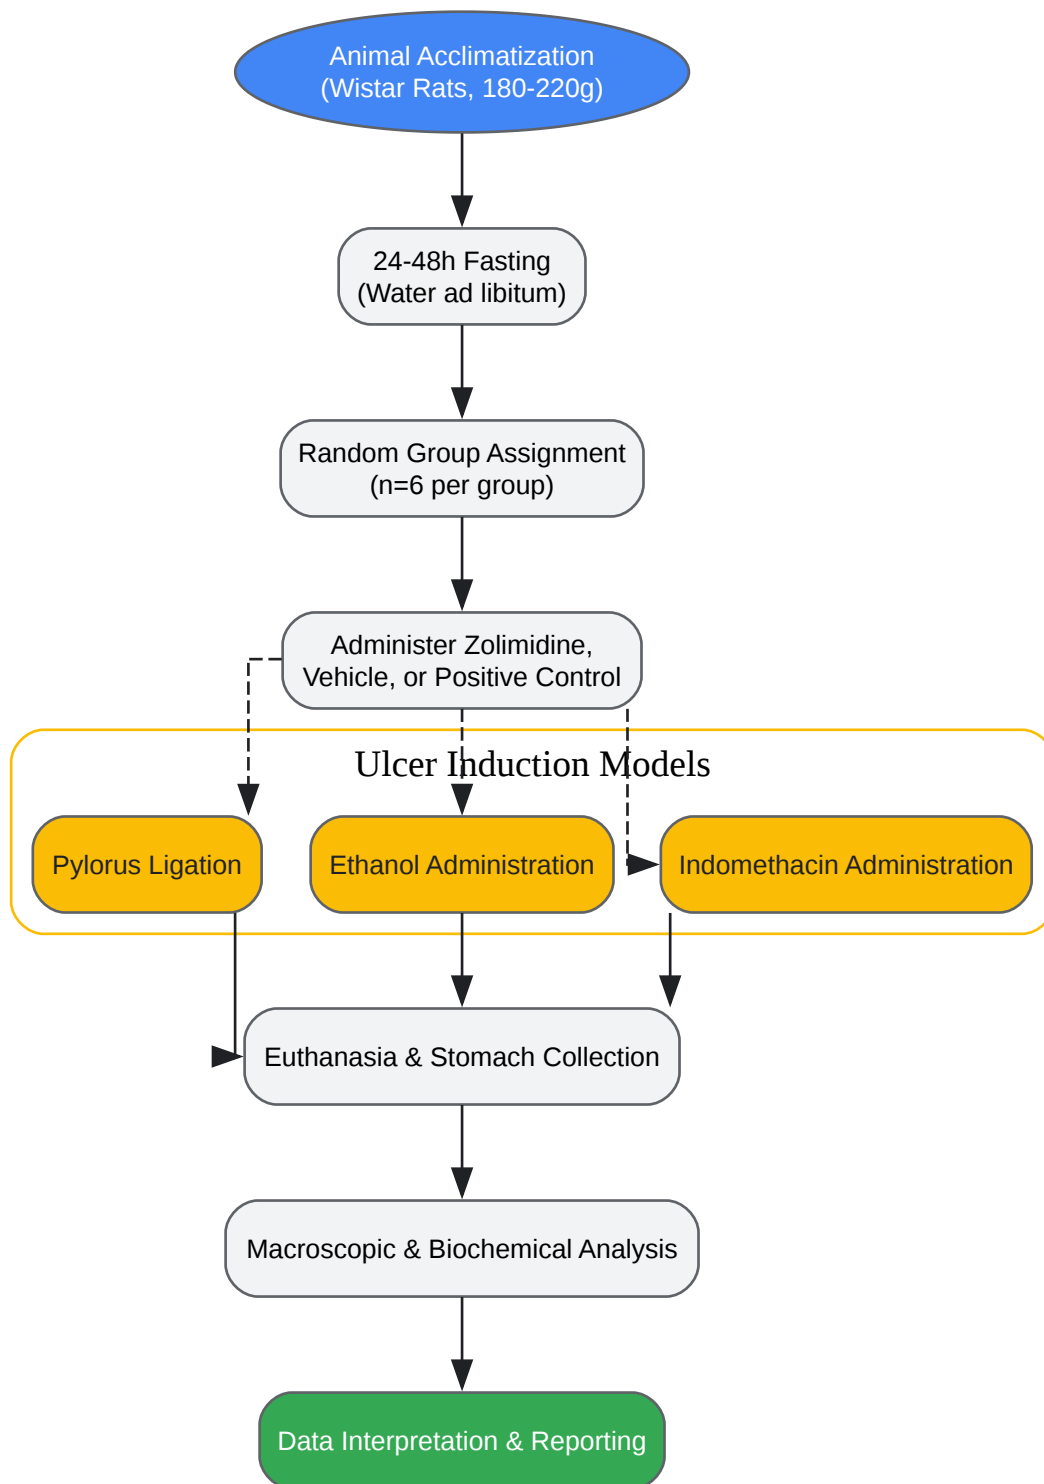 Animal Acclimatization
(Wistar Rats, 180-220g)
24-48h Fasting
(Water ad libitum)
Random Group Assignment
(n=6 per group)
Administer Zolimidine,
Vehicle, or Positive Control
Ulcer Induction Models
Pylorus Ligation
Ethanol Administration
Indomethacin Administration
Euthanasia & Stomach Collection
Macroscopic & Biochemical Analysis
Data Interpretation & Reporting